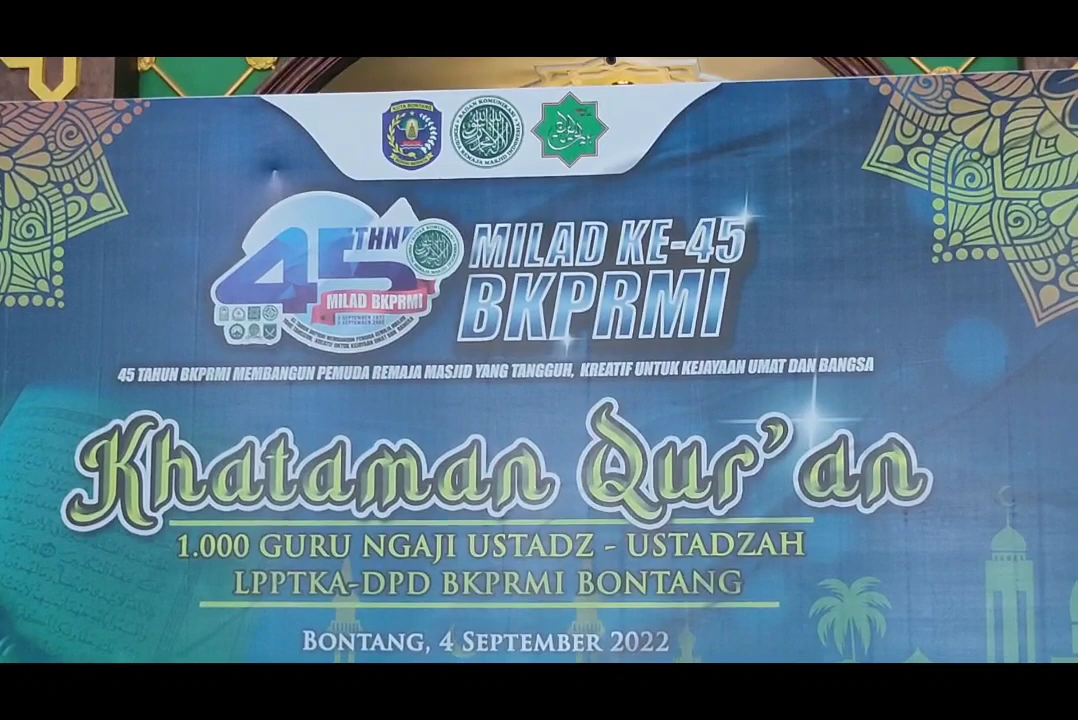 KOTA BONTANG
45 THN
MILAD BKPRMI
MILAD KE-45
BKPRMI
45 TAHUN BKPRMI MEMBANGUN PEMUDA REMAJA MASJID YANG TANGGUH, KREATIF UNTUK KEJAYAAN UMAT DAN BANGSA
Khataman Qur'an
1.000 GURU NGAJI USTADZ - USTADZAH
LPPTKA-DPD BKPRMI BONTANG
BONTANG, 4 SEPTEMBER 2022